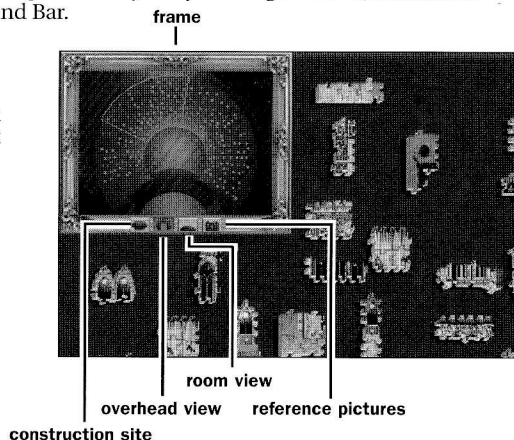 nd Bar.
frame
room view
overhead view
reference pictures
construction site